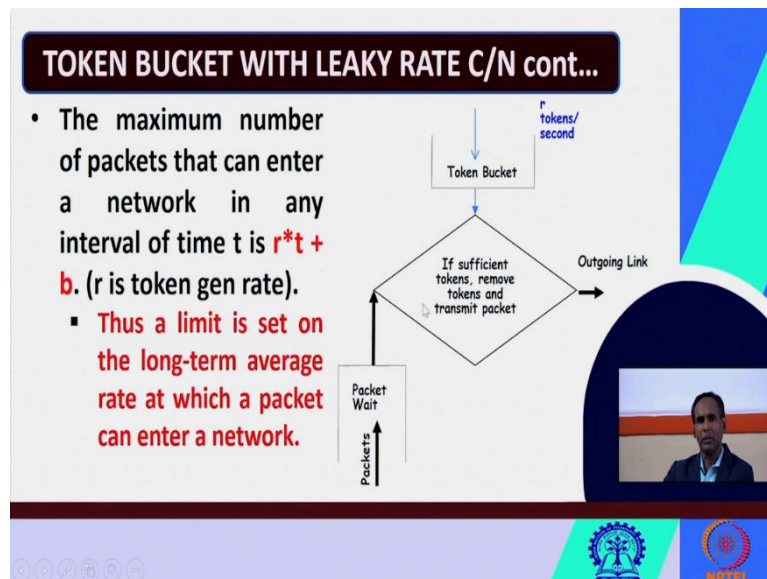 TOKEN BUCKET WITH LEAKY RATE C/N cont...
• The maximum number
of packets that can enter
a network in any
interval of time t is r*t +
b. (r is token gen rate).
▪ Thus a limit is set on
the long-term average
rate at which a packet
can enter a network.
r
tokens/
second
Token Bucket
If sufficient
tokens, remove
tokens and
transmit packet
Outgoing Link
Packet
Wait
Packets
NPTEL